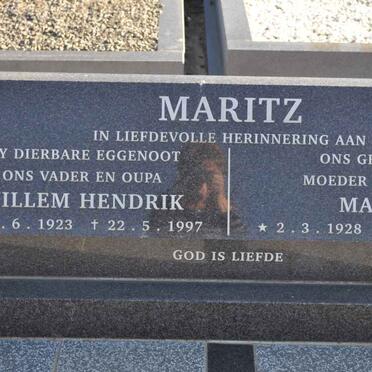 MARITZ
IN LIEFDEVOLLE HERINNERING AAN
Y DIERBARE EGGENOOT
ONS VADER EN OUPA
ILLEM HENDRIK
.6.1923 † 22.5.1997
ONS GE
MOEDER
MA
★ 2.3.1928
GOD IS LIEFDE